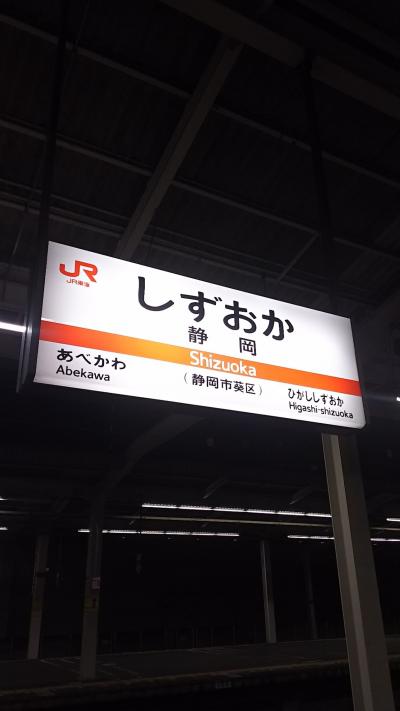 JR
JR東海
しずおか
静岡
Shizuoka
(静岡市葵区)
あべかわ
Abekawa
ひがししずおか
Higashi-shizuoka